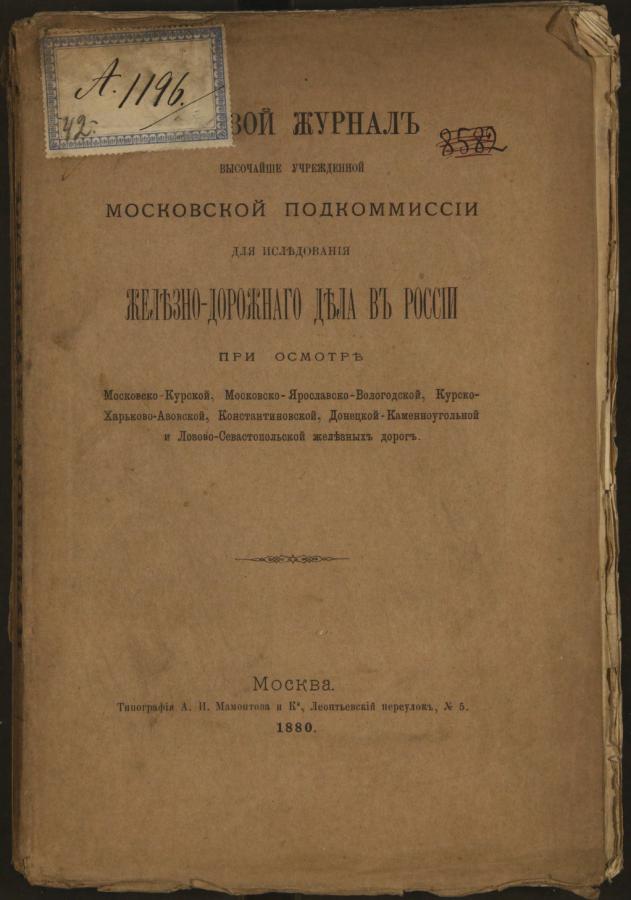 А. 1196.
42.
ВОЙ ЖУРНАЛЪ
8582
ВЫСОЧАЙШЕ УЧРЕЖДЕННОЙ
МОСКОВСКОЙ ПОДКОММИССІИ
ДЛЯ ИСЛѢДОВАНІЯ
ЖЕЛѢЗНО-ДОРОЖНАГО ДѢЛА ВЪ РОССІИ
ПРИ ОСМОТРѢ
Московско-Курской, Московско-Ярославско-Вологодской, Курско-
Харьково-Азовской, Константиновской, Донецкой-Каменноугольной
и Лозово-Севастопольской желѣзныхъ дорогъ.
Москва.
Типографія А. И. Мамонтова и Кº, Леонтьевскій переулокъ, № 5.
1880.